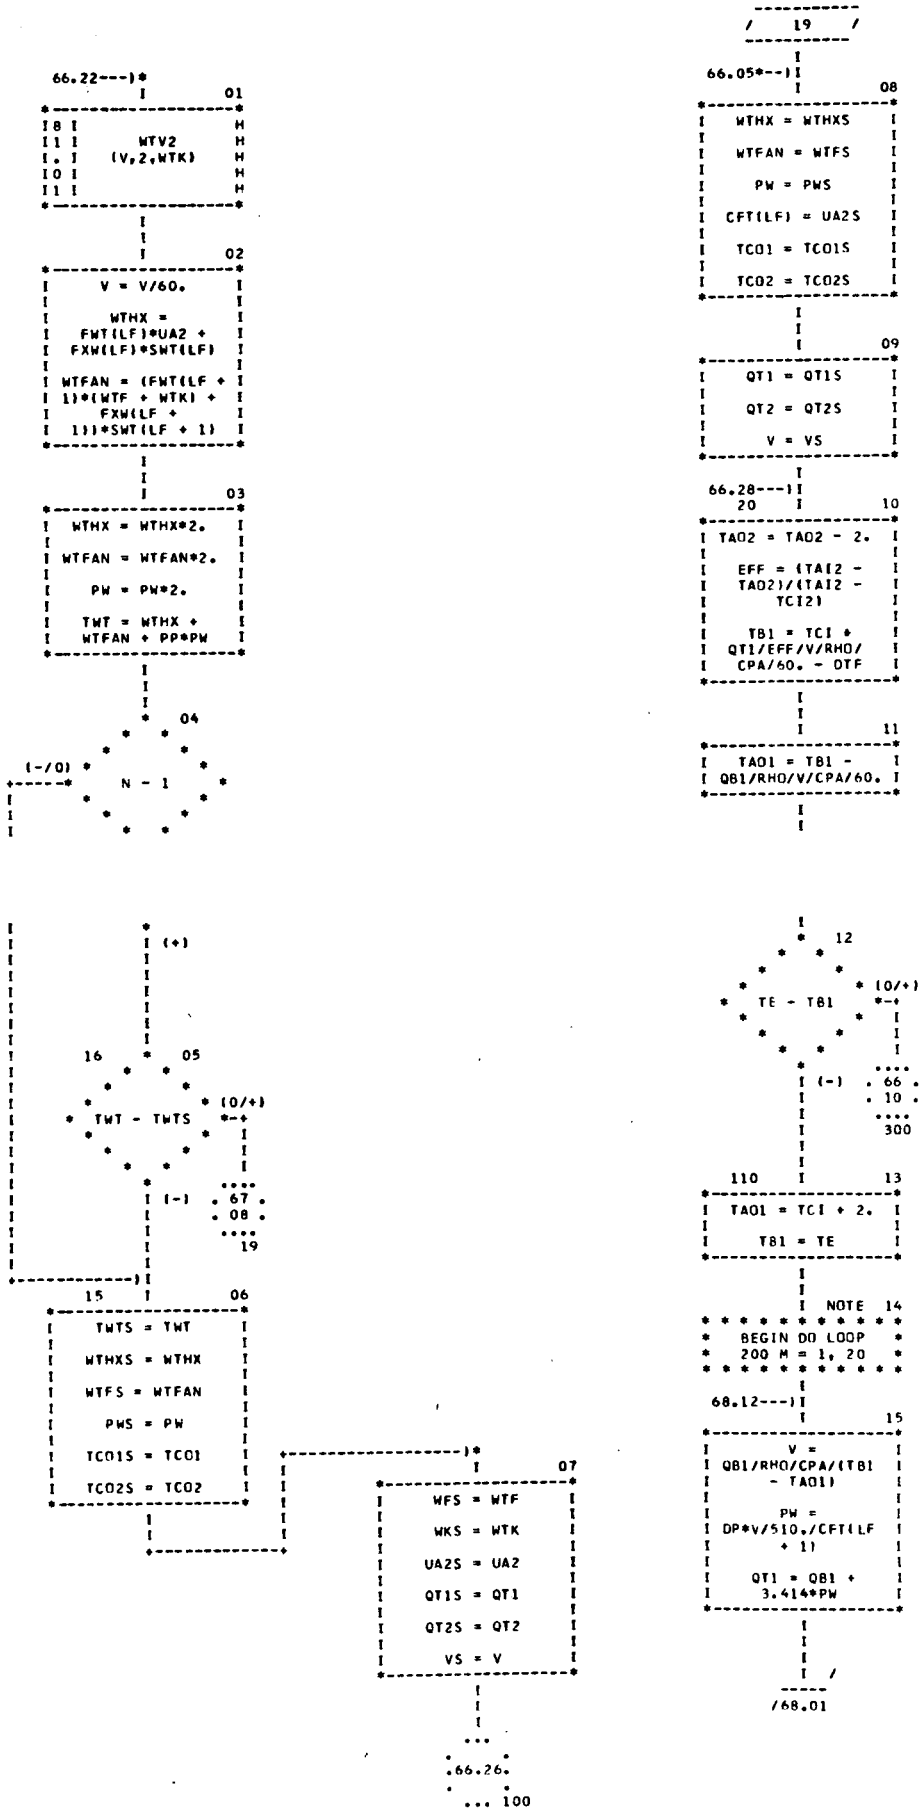 66.22---)*
01
8
1
.
0
1
WTV2
(V,2,WTK)
02
V = V/60.
WTHX =
FWT(LF)*UA2 +
FXW(LF)*SWT(LF)
WTFAN = (FWT(LF +
1)*(WTF + WTK) +
FXW(LF +
1))*SWT(LF + 1)
03
WTHX = WTHX*2.
WTFAN = WTFAN*2.
PW = PW*2.
TWT = WTHX +
WTFAN + PP*PW
04
(-/0)
N - 1
(+)
16 05
(0/+)
TWT - TWTS
(-)
67
08
19
15 06
TWTS = TWT
WTHXS = WTHX
WTFS = WTFAN
PWS = PW
TCO1S = TCO1
TCO2S = TCO2
07
WFS = WTF
WKS = WTK
UA2S = UA2
QT1S = QT1
QT2S = QT2
VS = V
.66.26.
... 100
/ 19 /
66.05*--)I
08
WTHX = WTHXS
WTFAN = WTFS
PW = PWS
CFT(LF) = UA2S
TCO1 = TCO1S
TCO2 = TCO2S
09
QT1 = QT1S
QT2 = QT2S
V = VS
66.28---)I
20 10
TAO2 = TAO2 - 2.
EFF = (TAI2 -
TAO2)/(TAI2 -
TCI2)
TB1 = TCI +
QT1/EFF/V/RHO/
CPA/60. - DTF
11
TAO1 = TB1 -
QB1/RHO/V/CPA/60.
12
(0/+)
TE - TB1
(-)
66
10
300
110 13
TAO1 = TCI + 2.
TB1 = TE
NOTE 14
BEGIN DO LOOP
200 M = 1, 20
68.12---)I
15
V =
QB1/RHO/CPA/(TB1
- TAO1)
PW =
DP*V/510./CFT(LF
+ 1)
QT1 = QB1 +
3.414*PW
/68.01